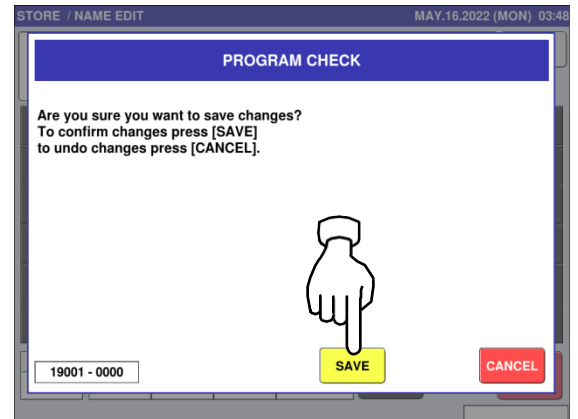 STORE / NAME EDIT MAY.16.2022 (MON) 03:48
PROGRAM CHECK
Are you sure you want to save changes?
To confirm changes press [SAVE]
to undo changes press [CANCEL].
19001 - 0000
SAVE
CANCEL